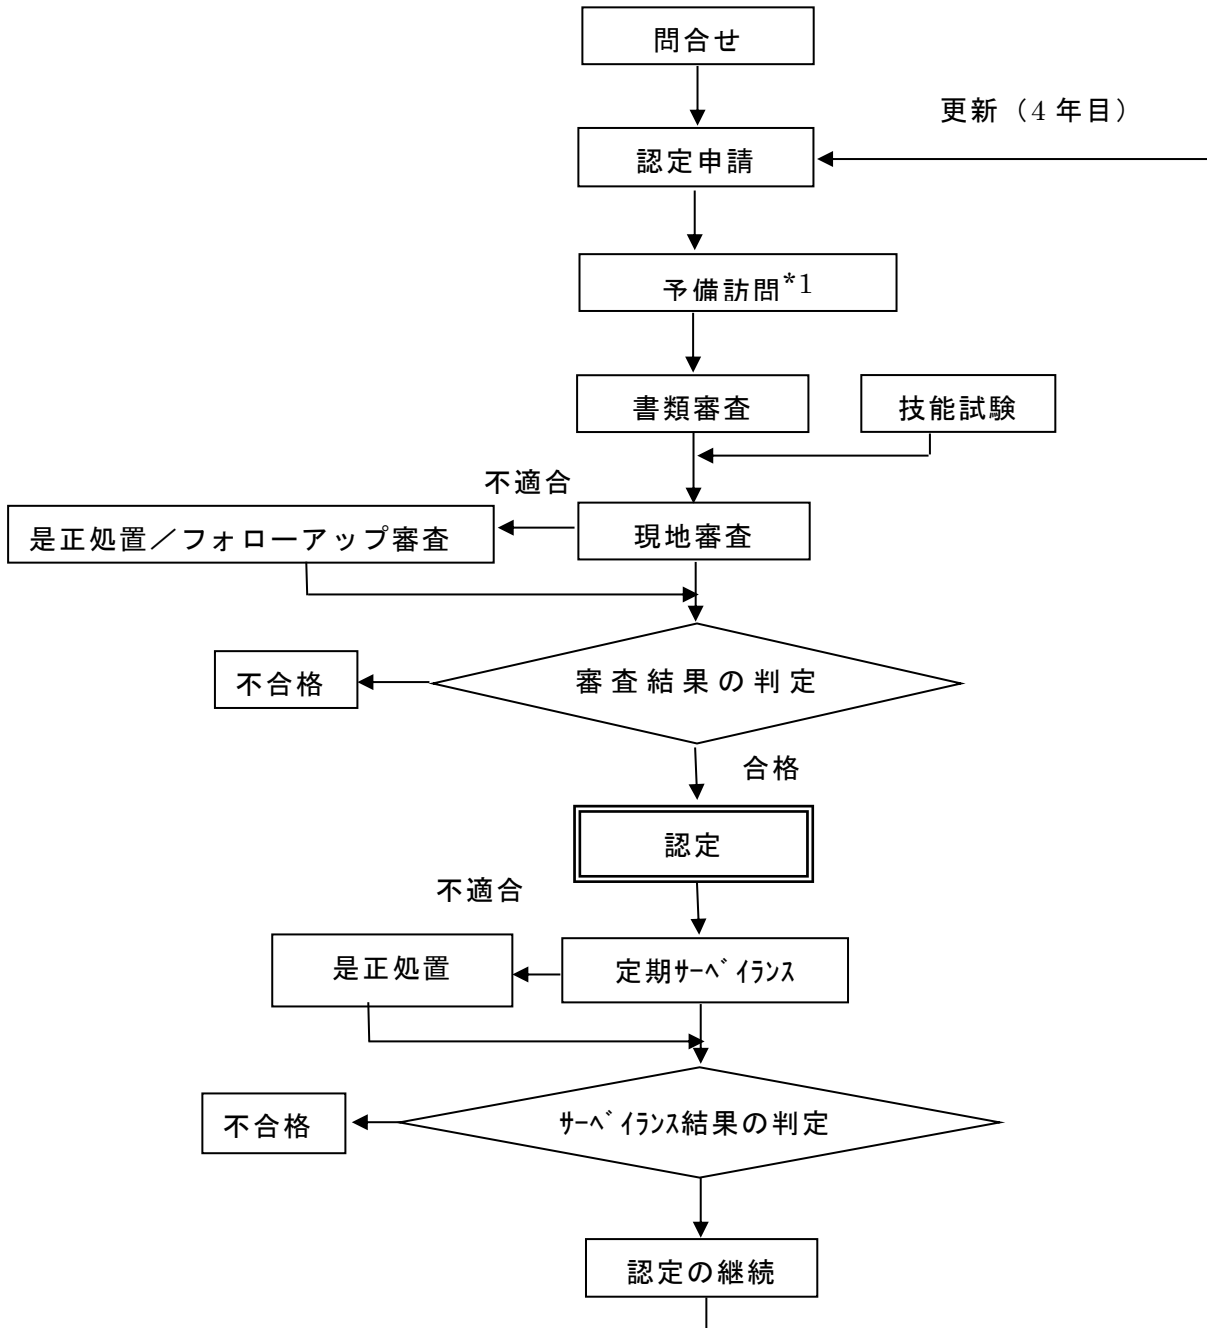 問合せ
更新（4 年目）
認定申請
予備訪問*1
書類審査
技能試験
不適合
是正処置／フォローアップ審査
現地審査
審査結果の判定
不合格
合格
認定
不適合
是正処置
定期ｻｰﾍﾞｲﾗﾝｽ
ｻｰﾍﾞｲﾗﾝｽ結果の判定
不合格
認定の継続